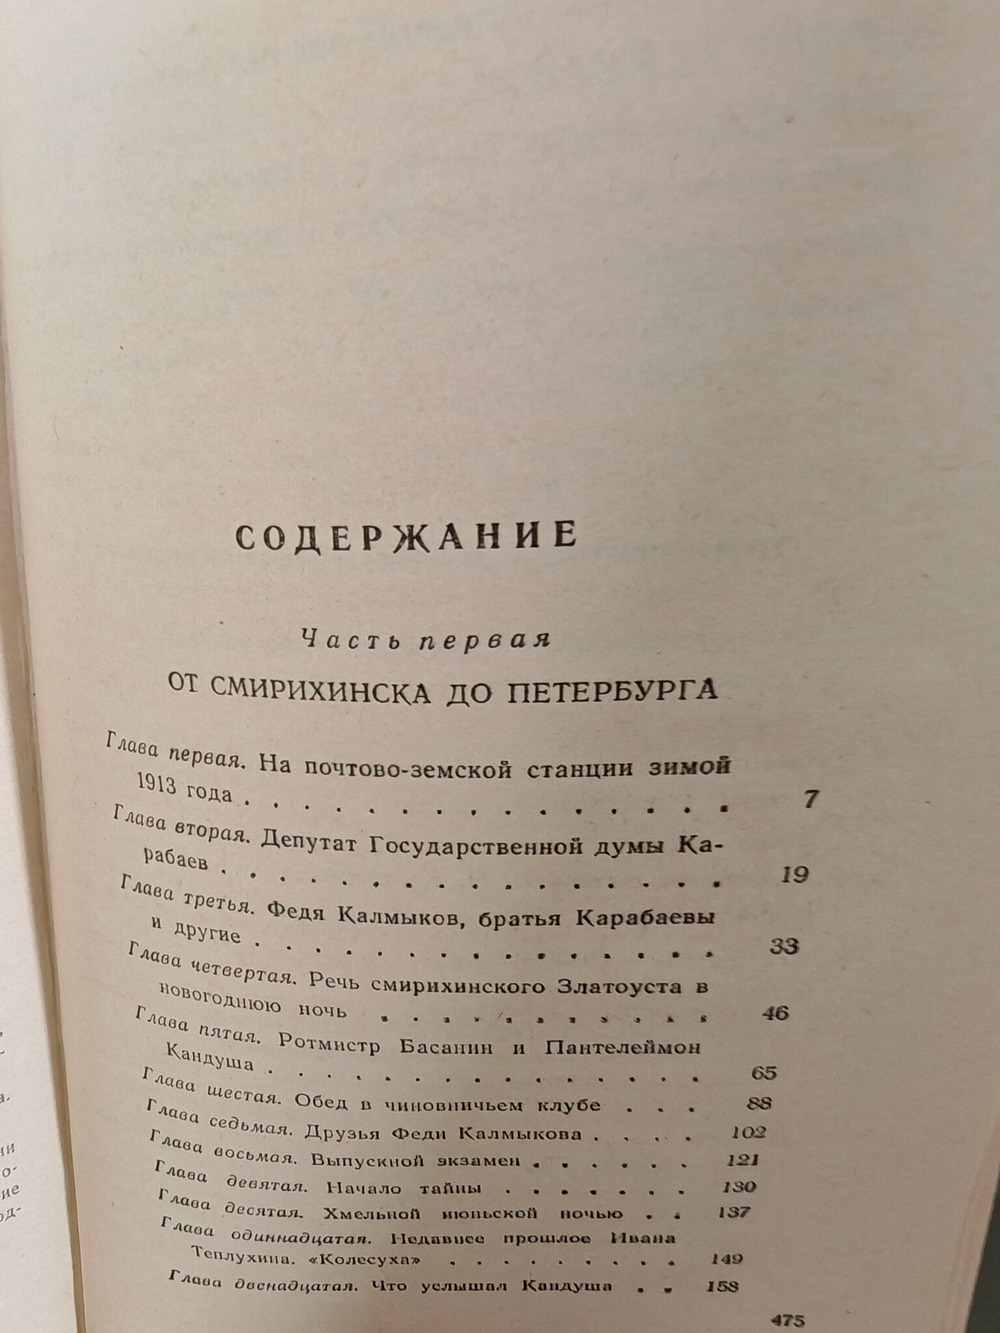 СОДЕРЖАНИЕ
Часть первая
ОТ СМИРИХИНСКА ДО ПЕТЕРБУРГА
Глава первая. На почтово-земской станции зимой
1913 года . . . . . . . . . . . . . . . . 7
Глава вторая. Депутат Государственной думы Ка-
рабаев . . . . . . . . . . . . . . . . . 19
Глава третья. Федя Калмыков, братья Карабаевы
и другие . . . . . . . . . . . . . . . 33
Глава четвертая. Речь смирихинского Златоуста в
новогоднюю ночь . . . . . . . . . . . 46
Глава пятая. Ротмистр Басанин и Пантелеймон
Кандуша . . . . . . . . . . . . . . . 65
Глава шестая. Обед в чиновничьем клубе . . . 88
Глава седьмая. Друзья Феди Калмыкова . . . . 102
Глава восьмая. Выпускной экзамен . . . . . . 121
Глава девятая. Начало тайны . . . . . . . 130
Глава десятая. Хмельной июньской ночью . . 137
Глава одиннадцатая. Недавнее прошлое Ивана
Теплухина. «Колесуха» . . . . . . . . . 149
Глава двенадцатая. Что услышал Кандуша . . 158
475